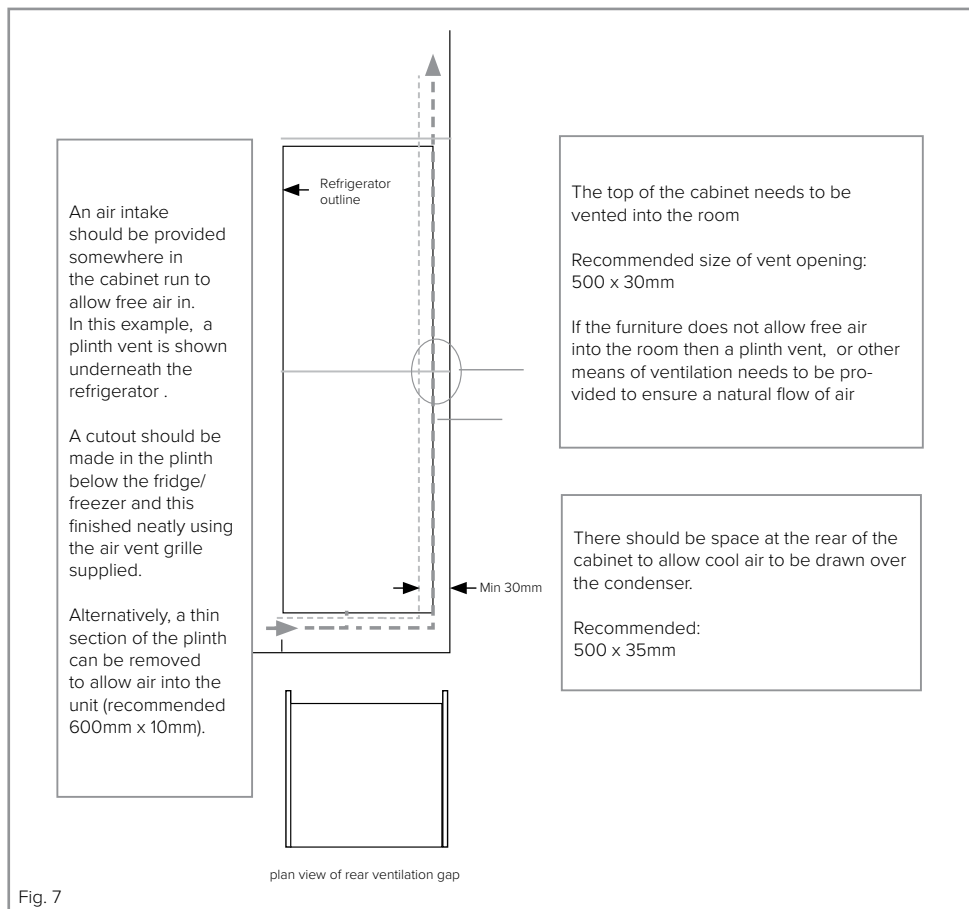 An air intake
should be provided
somewhere in
the cabinet run to
allow free air in.
In this example, a
plinth vent is shown
underneath the
refrigerator .
A cutout should be
made in the plinth
below the fridge/
freezer and this
finished neatly using
the air vent grille
supplied.
Alternatively, a thin
section of the plinth
can be removed
to allow air into the
unit (recommended
600mm x 10mm).
Refrigerator
outline
Min 30mm
The top of the cabinet needs to be
vented into the room
Recommended size of vent opening:
500 x 30mm
If the furniture does not allow free air
into the room then a plinth vent, or other
means of ventilation needs to be pro-
vided to ensure a natural flow of air
There should be space at the rear of the
cabinet to allow cool air to be drawn over
the condenser.
Recommended:
500 x 35mm
plan view of rear ventilation gap
Fig. 7